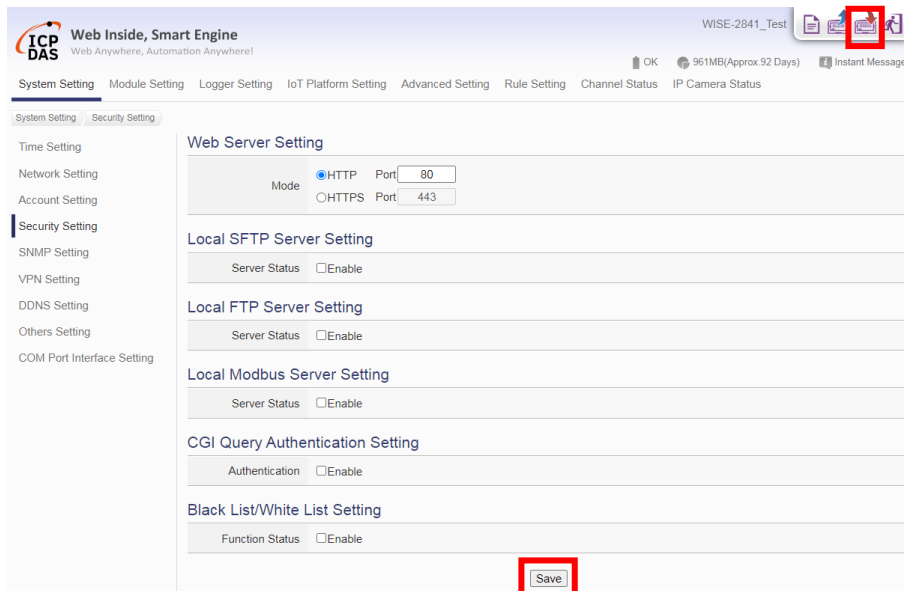 ICP
DAS
Web Inside, Smart Engine
Web Anywhere, Automation Anywhere!
WISE-2841_Test
OK
961MB(Approx.92 Days)
Instant Message
System Setting Module Setting Logger Setting IoT Platform Setting Advanced Setting Rule Setting Channel Status IP Camera Status
System Setting Security Setting
Time Setting
Network Setting
Account Setting
Security Setting
SNMP Setting
VPN Setting
DDNS Setting
Others Setting
COM Port Interface Setting
Web Server Setting
Mode
HTTP Port 80
HTTPS Port 443
Local SFTP Server Setting
Server Status Enable
Local FTP Server Setting
Server Status Enable
Local Modbus Server Setting
Server Status Enable
CGI Query Authentication Setting
Authentication Enable
Black List/White List Setting
Function Status Enable
Save